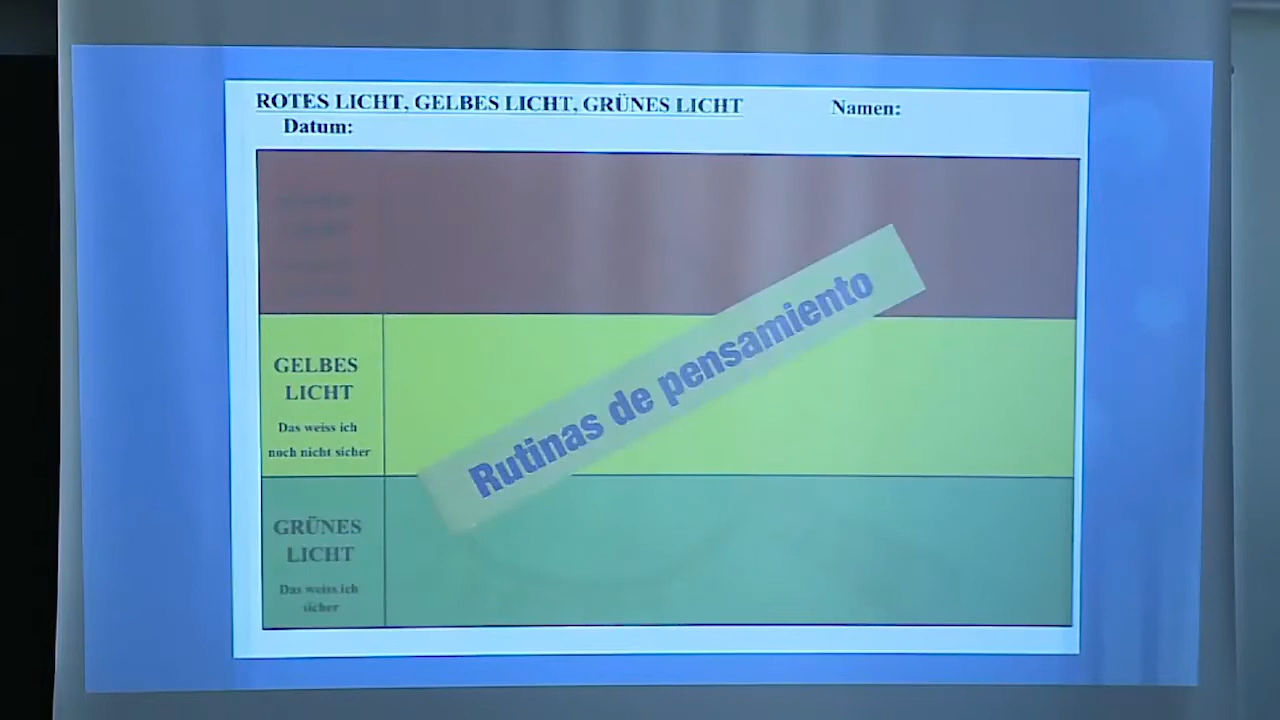 ROTES LICHT, GELBES LICHT, GRÜNES LICHT Namen:
Datum:
Rutinas de pensamiento
GELBES
LICHT
Das weiss ich
noch nicht sicher
GRÜNES
LICHT
Das weiss ich
sicher